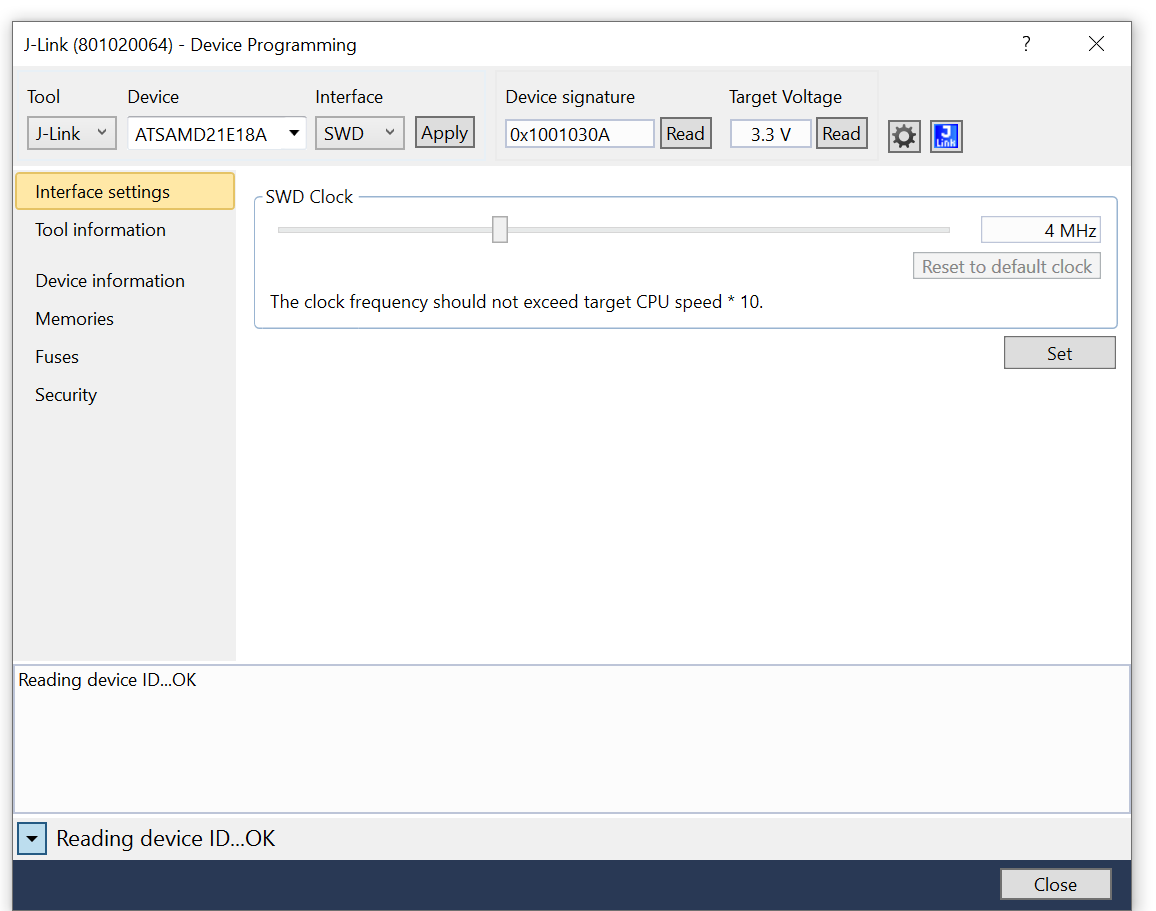 J-Link (801020064) - Device Programming ?
Tool Device Interface Device signature Target Voltage
J-Link ATSAMD21E18A SWD Apply 0x1001030A Read 3.3 V Read J Link
Interface settings
Tool information
Device information
Memories
Fuses
Security
SWD Clock
4 MHz
Reset to default clock
The clock frequency should not exceed target CPU speed * 10.
Set
Reading device ID...OK
Reading device ID...OK
Close